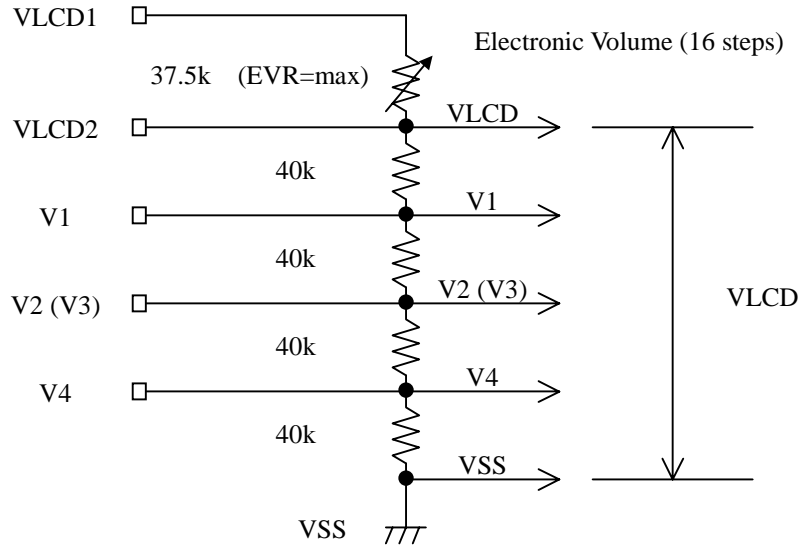 VLCD1
Electronic Volume (16 steps)
37.5k (EVR=max)
VLCD2
VLCD
40k
V1
V1
40k
V2 (V3)
V2 (V3)
VLCD
40k
V4
V4
40k
VSS
VSS